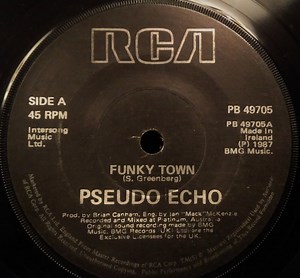 RCA
SIDE A
45 RPM
Intersong
Music
Ltd.
PB 49705
PB 49705A
Made in
Ireland
(P) 1987
BMG Music.
FUNKY TOWN
(S. Greenberg)
PSEUDO ECHO
Prod. by Brian Canham, Eng. by Ian "Mack" McKenzie
Recorded and Mixed at Platinum, Australia
Original sound recording made by BMG
Music. BMG Records (UK) Ltd. are the
Exclusive Licensees for the UK.